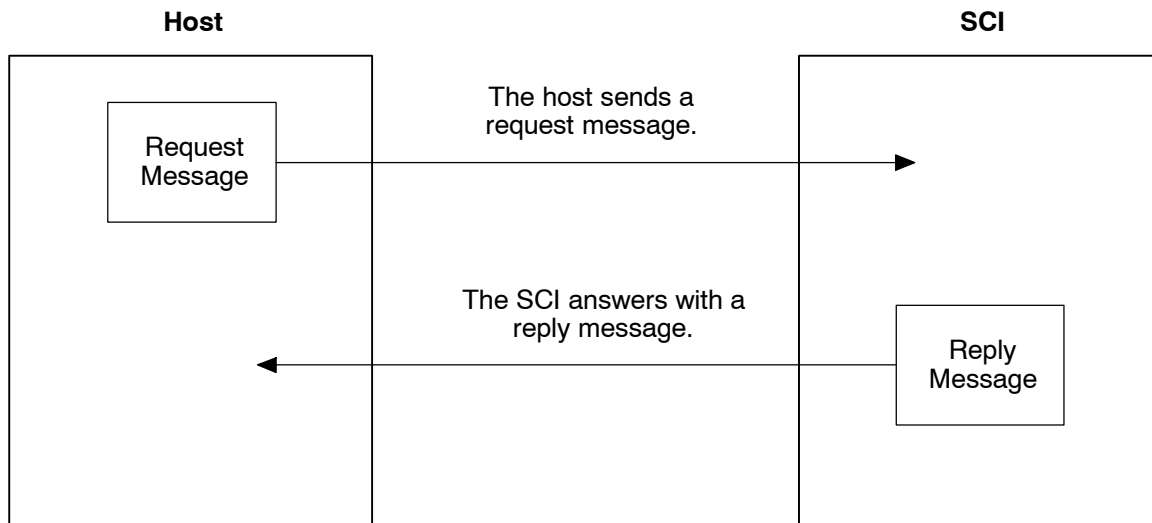 Host
SCI
The host sends a
request message.
Request
Message
The SCI answers with a
reply message.
Reply
Message